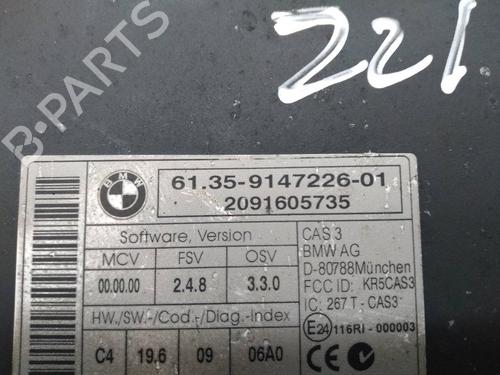 221
B-PARTS
BMW
61.35-9147226-01
2091605735
Software, Version
MCV FSV OSV
00.00.00 2.4.8 3.3.0
HW./SW.-/Cod.-/Diag.-Index
C4 19.6 09 06A0
CAS 3
BMW AG
D-80788München
FCC ID: KR5CAS3
IC: 267 T - CAS3
E24 116RI - 000003
CE